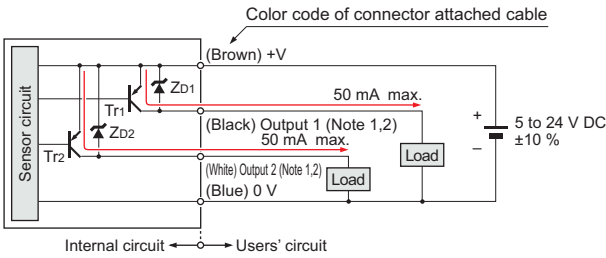 Color code of connector attached cable
(Brown) +V
Sensor circuit
ZD1
Tr1
50 mA max.
(Black) Output 1 (Note 1,2)
50 mA max.
ZD2
Tr2
+
5 to 24 V DC
±10 %
–
Load
(White) Output 2 (Note 1,2)
Load
(Blue) 0 V
Internal circuit
Users' circuit